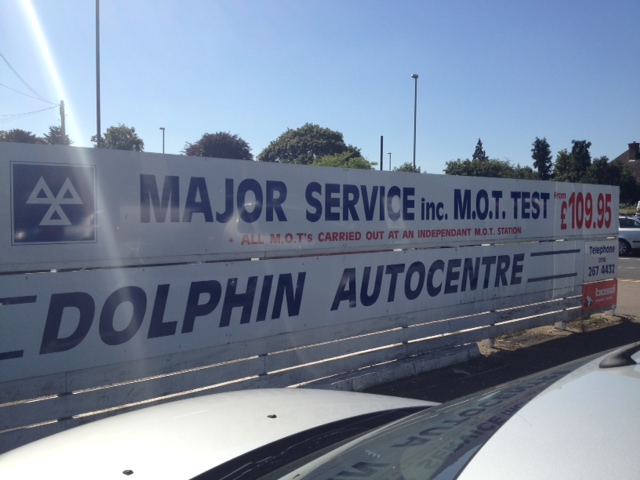 MAJOR SERVICE inc. M.O.T. TEST
FROM £109.95
* ALL M.O.T's CARRIED OUT AT AN INDEPENDANT M.O.T. STATION
DOLPHIN AUTOCENTRE
Telephone
267 4432